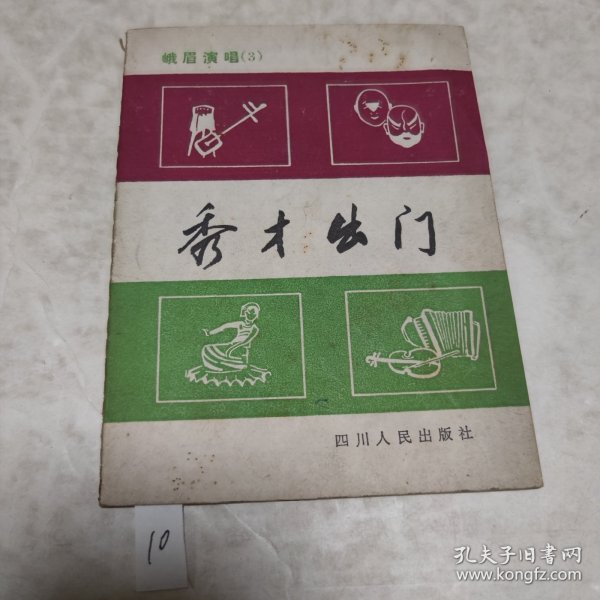 峨眉演唱(3)
秀才出门
四川人民出版社
10
孔夫子旧书网
www.kongfz.com